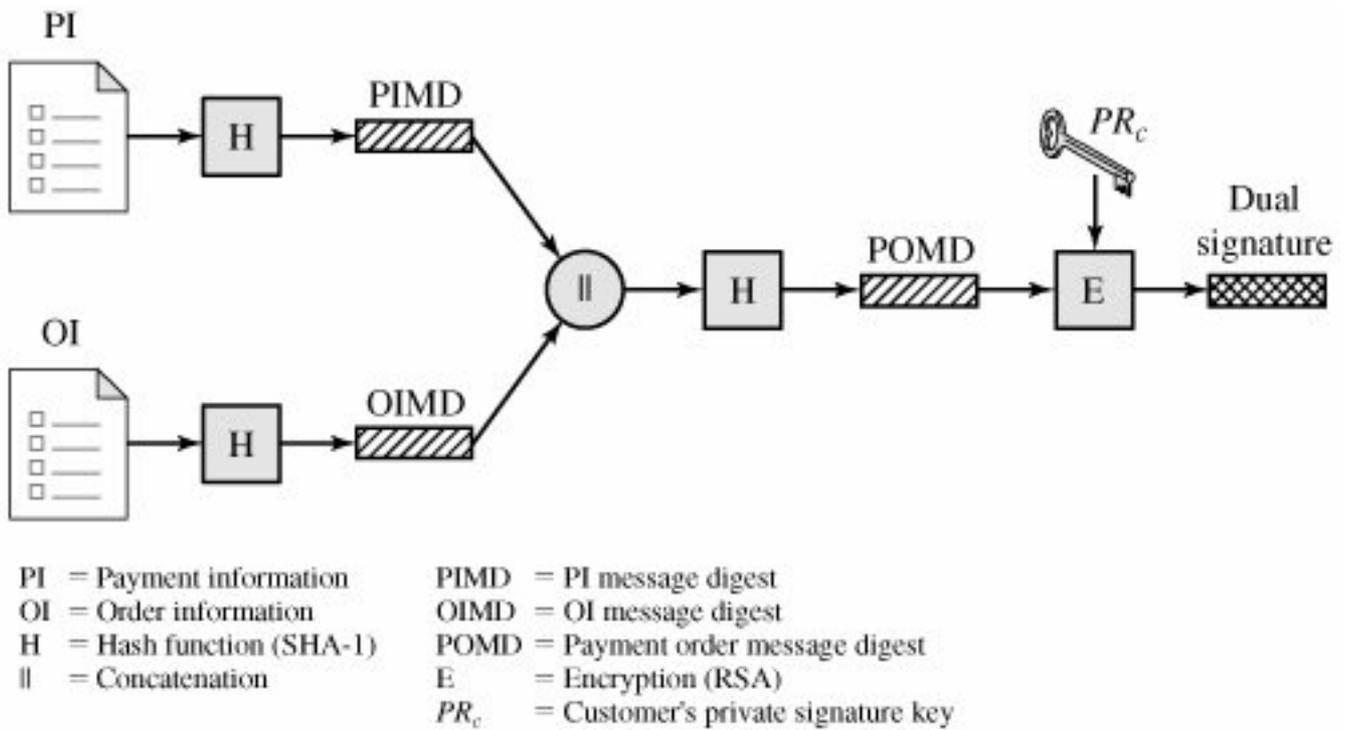 PI
H
PIMD
PR_c
Dual
signature
||
H
POMD
E
OI
H
OIMD
PI = Payment information
OI = Order information
H = Hash function (SHA-1)
|| = Concatenation
PIMD = PI message digest
OIMD = OI message digest
POMD = Payment order message digest
E = Encryption (RSA)
PR_c = Customer's private signature key